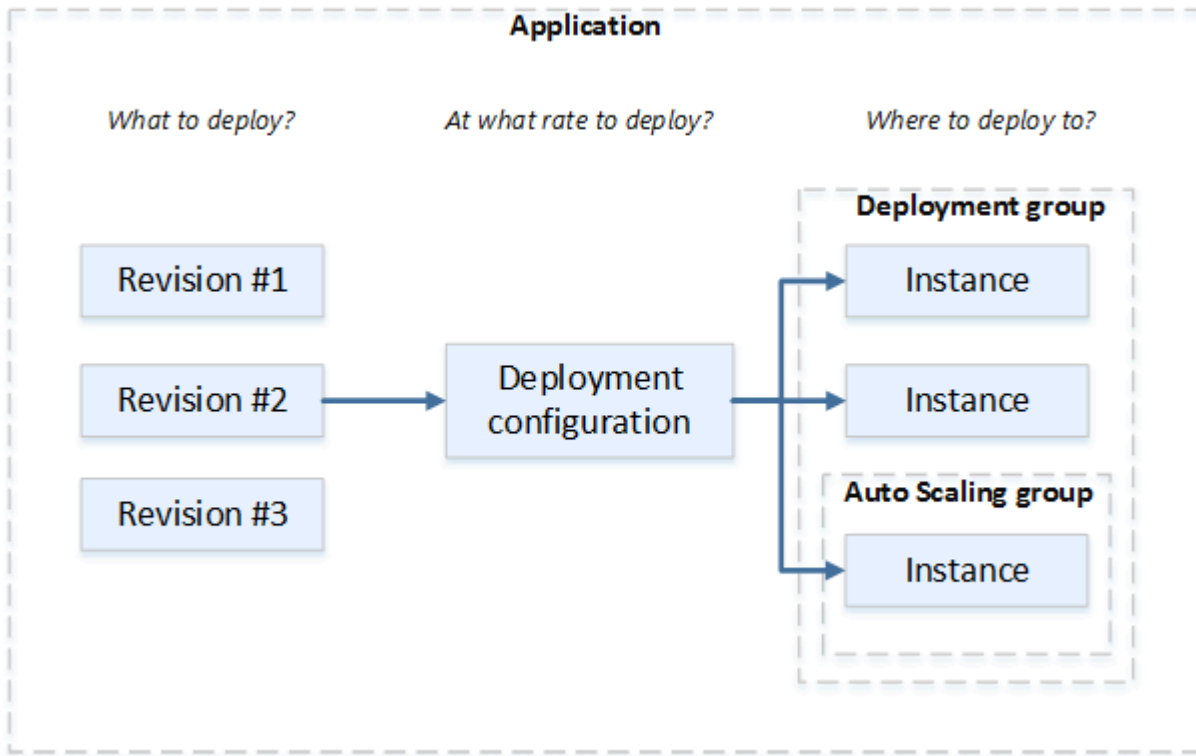 Application
What to deploy?
At what rate to deploy?
Where to deploy to?
Deployment group
Revision #1
Instance
Revision #2
Deployment
configuration
Instance
Auto Scaling group
Revision #3
Instance